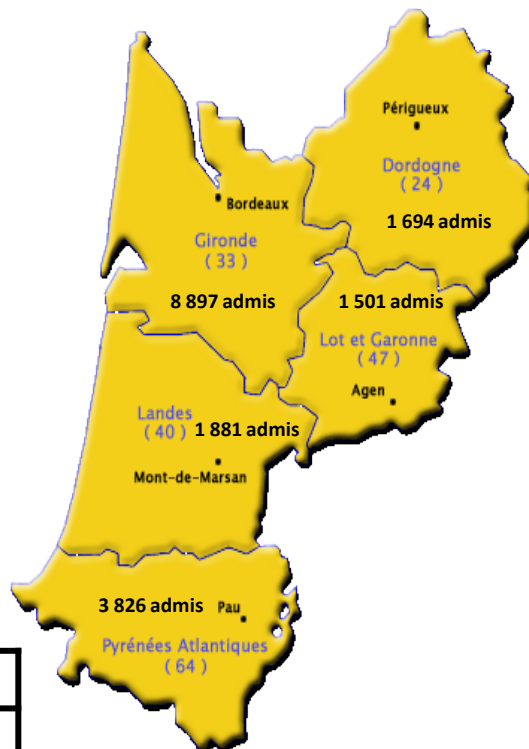 Périgueux
Dordogne
( 24 )
1 694 admis
Bordeaux
Gironde
( 33 )
8 897 admis
1 501 admis
Lot et Garonne
( 47 )
Agen
Landes
( 40 )
1 881 admis
Mont-de-Marsan
3 826 admis
Pau
Pyrénées Atlantiques
( 64 )